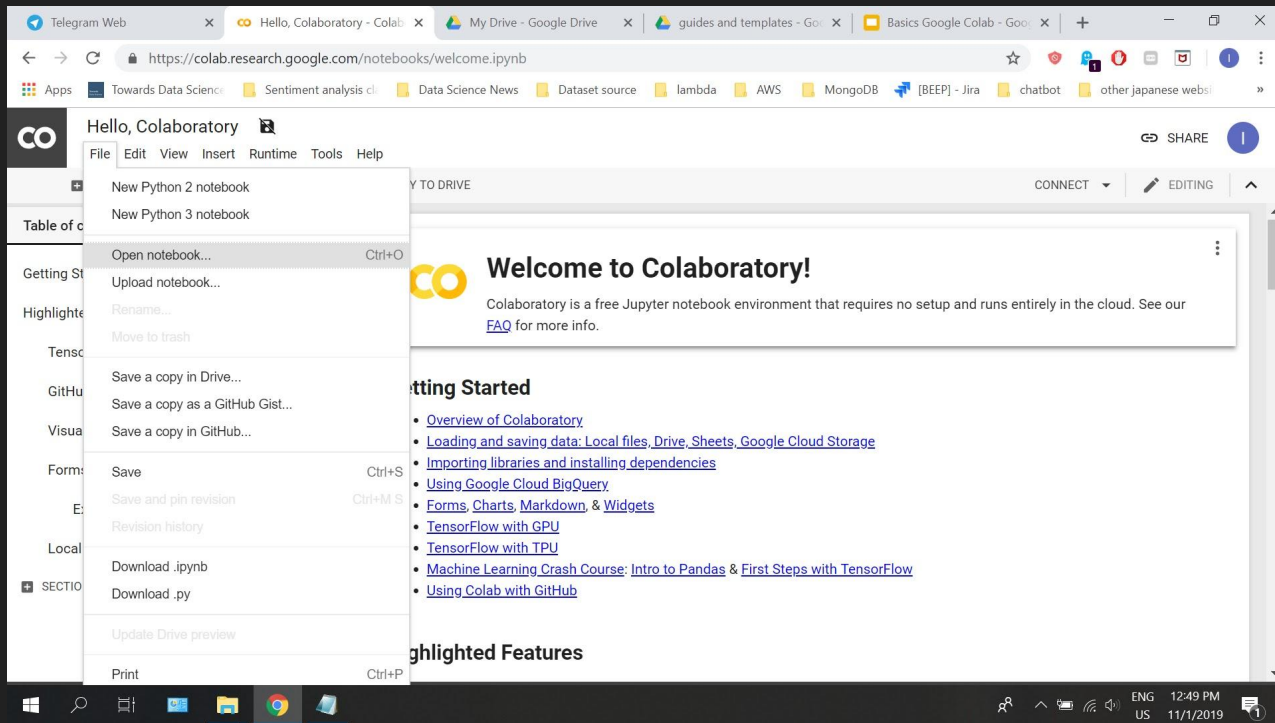 Telegram Web
Hello, Colaboratory - Colab
My Drive - Google Drive
guides and templates - Goo
Basics Google Colab - Goog
https://colab.research.google.com/notebooks/welcome.ipynb
1
I
Apps
Towards Data Science
Sentiment analysis cl
Data Science News
Dataset source
lambda
AWS
MongoDB
[BEEP] - Jira
chatbot
other japanese websi
»
CO
Hello, Colaboratory
File Edit View Insert Runtime Tools Help
SHARE
I
Y TO DRIVE
CONNECT
EDITING
Table of c
Getting St
Highlighte
Tenso
GitHu
Visua
Forms
Ex
Local
SECTIO
New Python 2 notebook
New Python 3 notebook
Open notebook... Ctrl+O
Upload notebook...
Rename...
Move to trash
Save a copy in Drive...
Save a copy as a GitHub Gist...
Save a copy in GitHub...
Save Ctrl+S
Save and pin revision Ctrl+M S
Revision history
Download .ipynb
Download .py
Update Drive preview
Print Ctrl+P
CO
Welcome to Colaboratory!
Colaboratory is a free Jupyter notebook environment that requires no setup and runs entirely in the cloud. See our
FAQ for more info.
tting Started
• Overview of Colaboratory
• Loading and saving data: Local files, Drive, Sheets, Google Cloud Storage
• Importing libraries and installing dependencies
• Using Google Cloud BigQuery
• Forms, Charts, Markdown, & Widgets
• TensorFlow with GPU
• TensorFlow with TPU
• Machine Learning Crash Course: Intro to Pandas & First Steps with TensorFlow
• Using Colab with GitHub
ghlighted Features
ENG 12:49 PM
US 11/1/2019
1